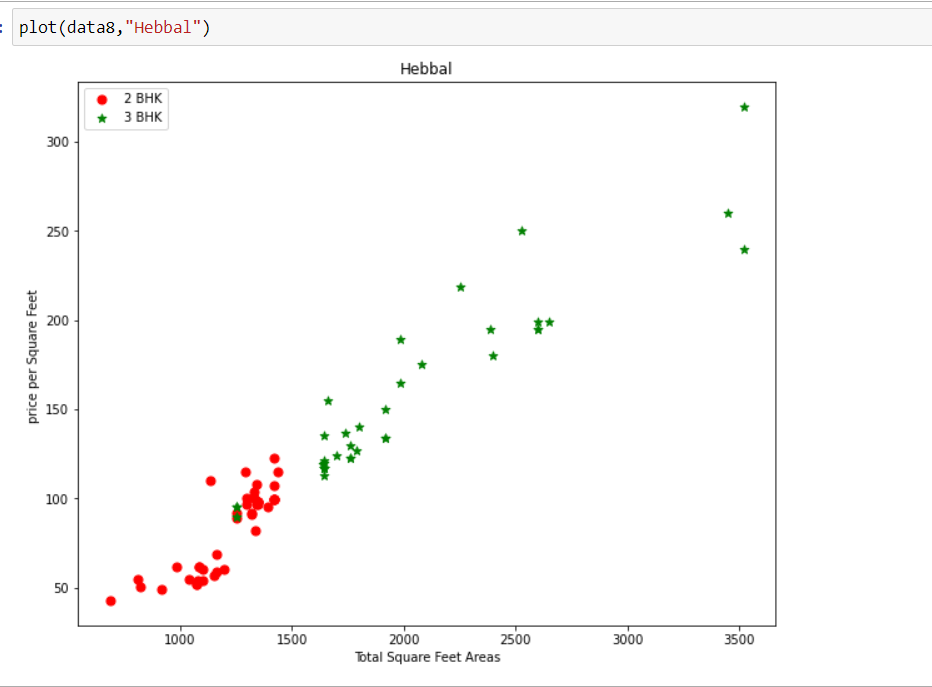 : plot(data8,"Hebbal")
Hebbal
2 BHK
3 BHK
300
250
200
150
100
50
price per Square Feet
1000 1500 2000 2500 3000 3500
Total Square Feet Areas